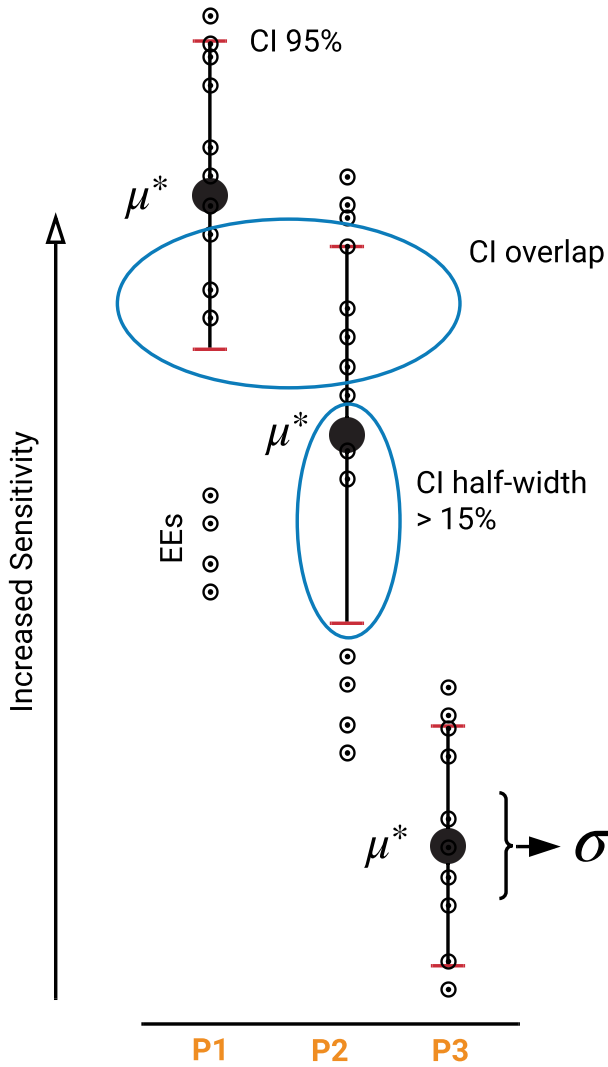 CI 95%
μ*
CI overlap
μ*
CI half-width
> 15%
EEs
Increased Sensitivity
μ*
σ
P1 P2 P3